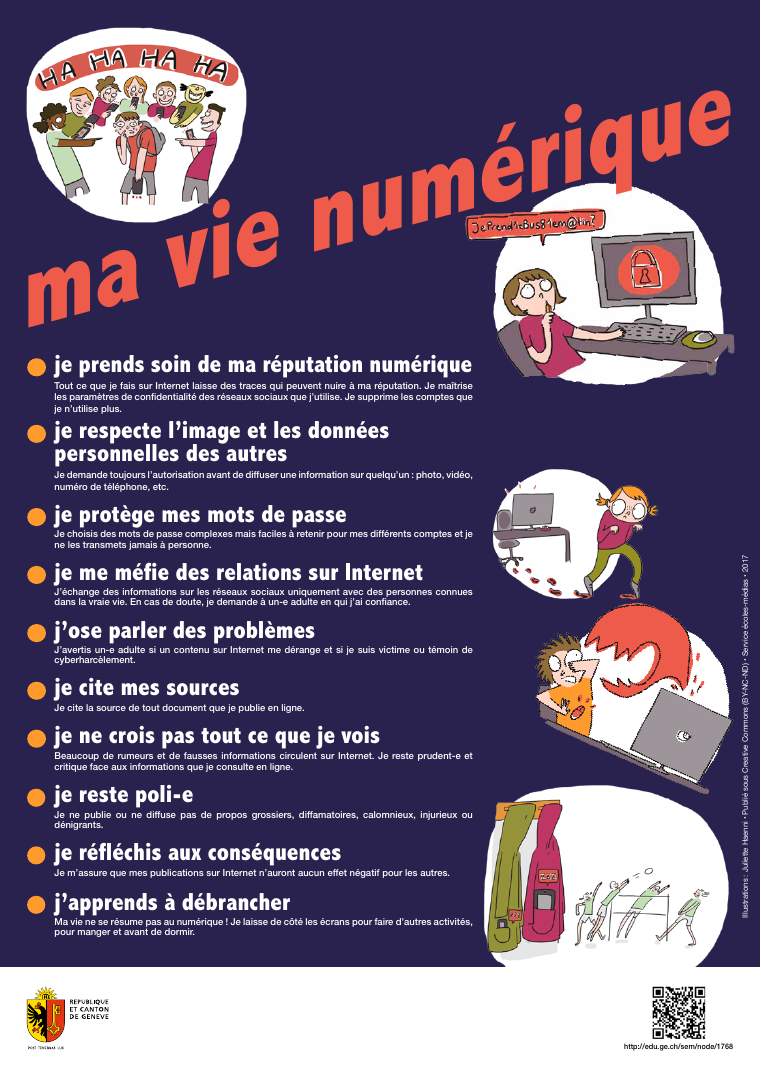 HA HA HA HA
ma vie numérique
JePrend1eBus81em@tin?
je prends soin de ma réputation numérique
Tout ce que je fais sur Internet laisse des traces qui peuvent nuire à ma réputation. Je maîtrise
les paramètres de confidentialité des réseaux sociaux que j'utilise. Je supprime les comptes que
je n'utilise plus.
je respecte l'image et les données
personnelles des autres
Je demande toujours l'autorisation avant de diffuser une information sur quelqu'un : photo, vidéo,
numéro de téléphone, etc.
je protège mes mots de passe
Je choisis des mots de passe complexes mais faciles à retenir pour mes différents comptes et je
ne les transmets jamais à personne.
je me méfie des relations sur Internet
J'échange des informations sur les réseaux sociaux uniquement avec des personnes connues
dans la vraie vie. En cas de doute, je demande à un-e adulte en qui j'ai confiance.
j'ose parler des problèmes
J'avertis un-e adulte si un contenu sur Internet me dérange et si je suis victime ou témoin de
cyberharcèlement.
je cite mes sources
Je cite la source de tout document que je publie en ligne.
je ne crois pas tout ce que je vois
Beaucoup de rumeurs et de fausses informations circulent sur Internet. Je reste prudent-e et
critique face aux informations que je consulte en ligne.
je reste poli-e
Je ne publie ou ne diffuse pas de propos grossiers, diffamatoires, calomnieux, injurieux ou
dénigrants.
je réfléchis aux conséquences
Je m'assure que mes publications sur Internet n'auront aucun effet négatif pour les autres.
j'apprends à débrancher
Ma vie ne se résume pas au numérique ! Je laisse de côté les écrans pour faire d'autres activités,
pour manger et avant de dormir.
Illustrations : Juliette Haenni • Publié sous Creative Commons (BY-NC-ND) • Service écoles-médias • 2017
REPUBLIQUE
ET CANTON
DE GENEVE
POST TENEBRAS LUX
http://edu.ge.ch/sem/node/1768